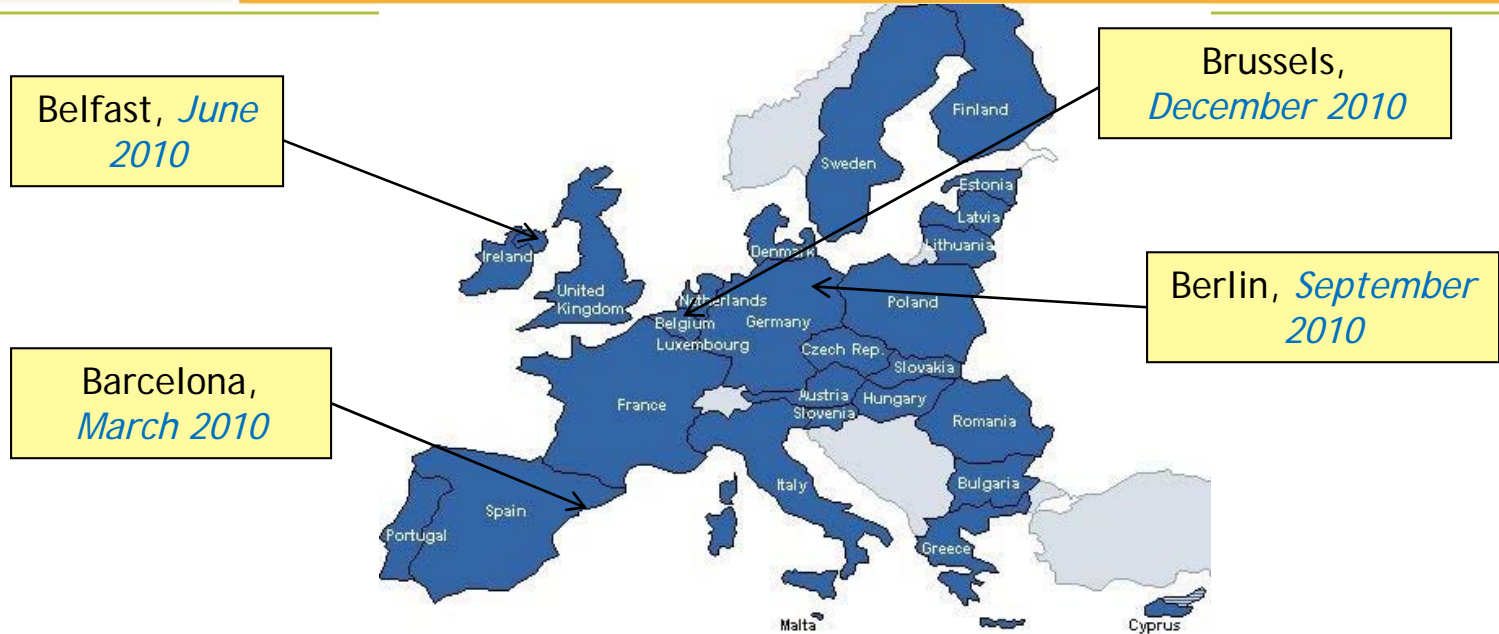 Belfast, June
2010
Brussels,
December 2010
Berlin, September
2010
Barcelona,
March 2010
Finland
Sweden
Estonia
Latvia
Lithuania
Denmark
Ireland
United
Kingdom
Netherlands
Poland
Belgium
Germany
Luxembourg
Czech Rep.
Slovakia
Austria
Hungary
France
Slovenia
Romania
Italy
Bulgaria
Spain
Portugal
Greece
Malta
Cyprus